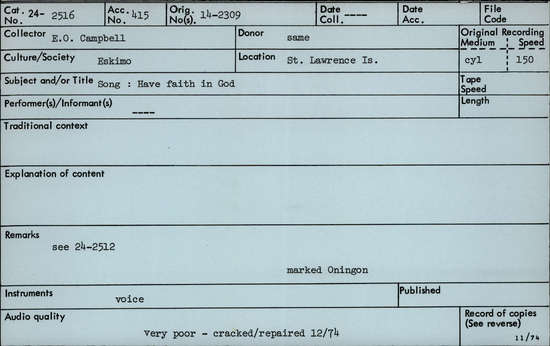 Cat. No. 24- 2516 Acc. No. 415 Orig. No(s). 14-2309 Date Coll. ---- Date Acc. File Code
Collector E.O. Campbell Donor same Original Recording Medium Speed
Culture/Society Eskimo Location St. Lawrence Is. cyl 150
Subject and/or Title Song : Have faith in God Tape Speed
Performer(s)/Informant(s) ---- Length
Traditional context
Explanation of content
Remarks see 24-2512
marked Oningon
Instruments voice Published
Audio quality very poor - cracked/repaired 12/74 Record of copies (See reverse)
11/74